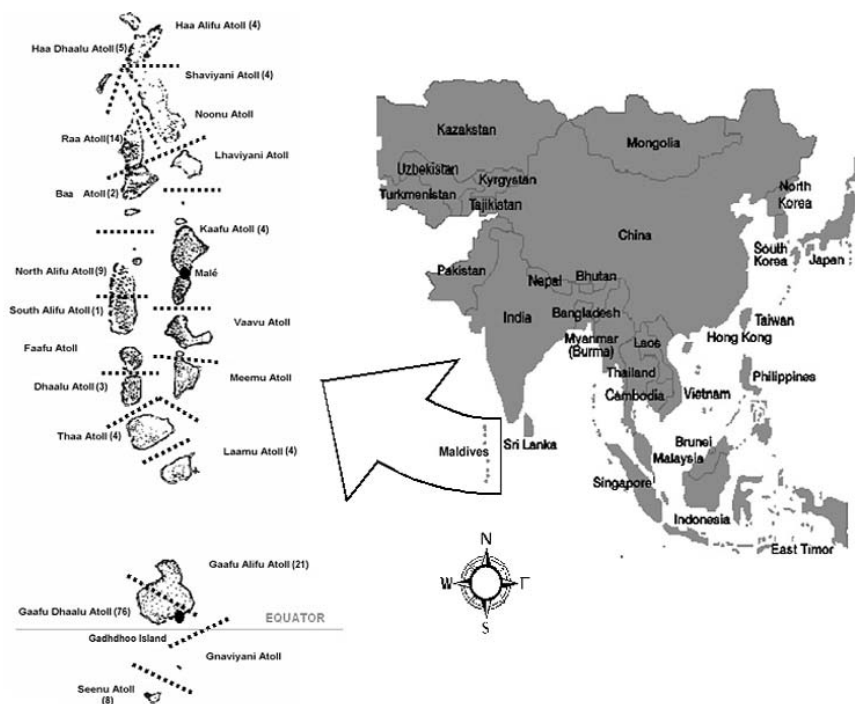 Haa Alifu Atoll (4)
Haa Dhaalu Atoll (5)
Shaviyani Atoll (4)
Noonu Atoll
Raa Atoll (14)
Lhaviyani Atoll
Baa Atoll (2)
Kaafu Atoll (4)
North Alifu Atoll (9)
Malé
South Alifu Atoll (1)
Vaavu Atoll
Faafu Atoll
Meemu Atoll
Dhaalu Atoll (3)
Thaa Atoll (4)
Laamu Atoll (4)
Gaafu Alifu Atoll (21)
Gaafu Dhaalu Atoll (76)
EQUATOR
Gadhdhoo Island
Gnaviyani Atoll
Seenu Atoll
(8)
Kazakstan
Mongolia
Uzbekistan
Kyrgystan
Turkmenistan
Tajikistan
North
Korea
China
South
Korea
Japan
Pakistan
Nepal
Bhutan
India
Bangladesh
Taiwan
Myanmar
(Burma)
Laos
Hong Kong
Thailand
Philippines
Cambodia
Vietnam
Maldives
Sri Lanka
Brunei
Malaysia
Singapore
Indonesia
East Timor
N
W
S